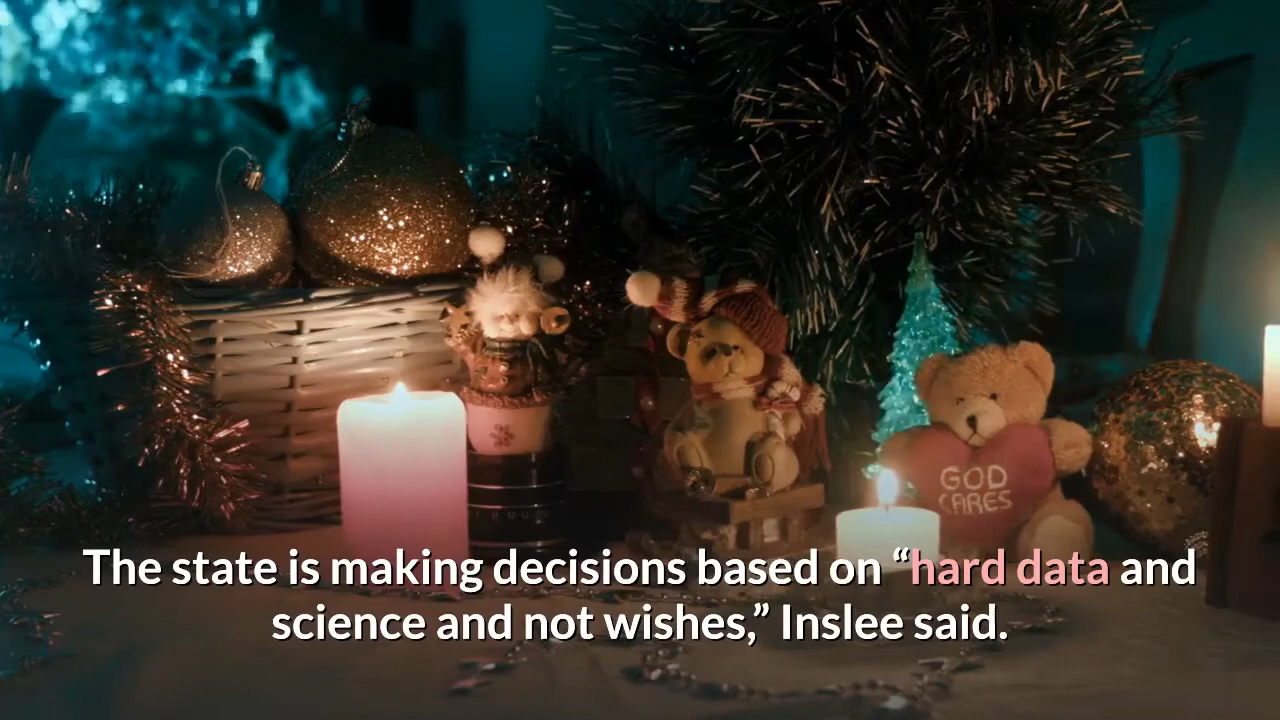 GOD
CARES
The state is making decisions based on “hard data and
science and not wishes,” Inslee said.